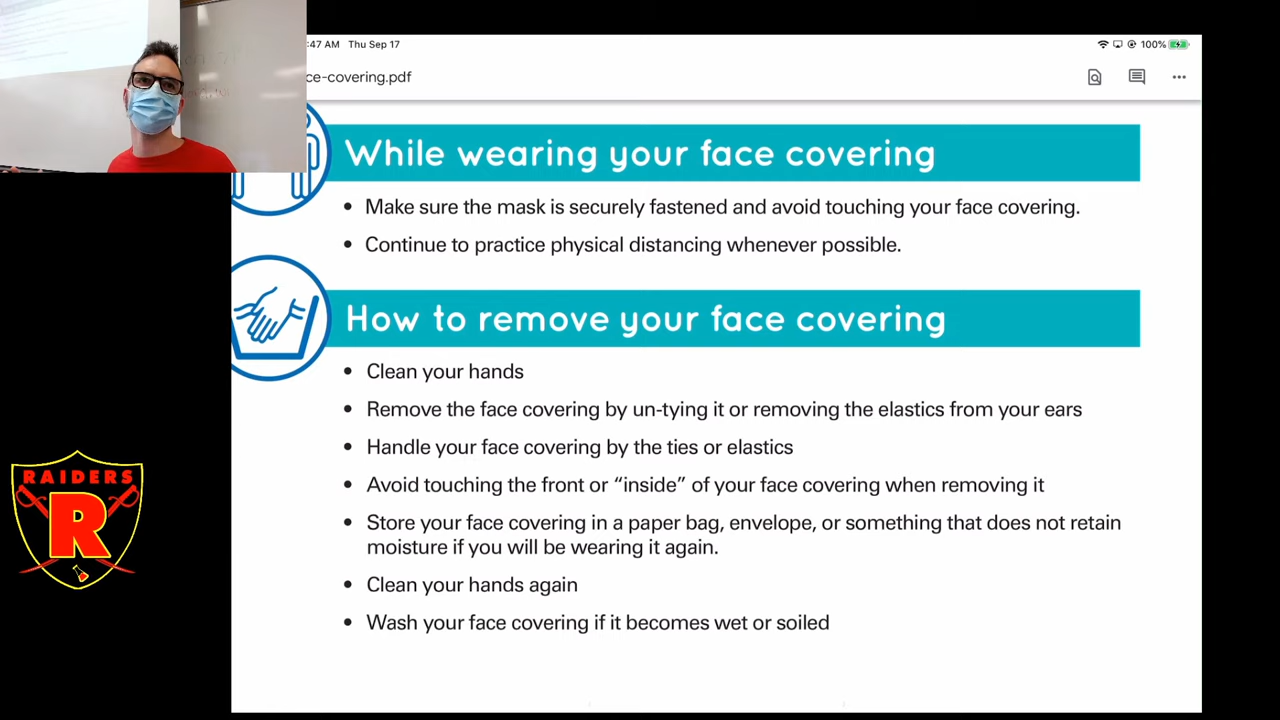 :47 AM Thu Sep 17
100%
ce-covering.pdf
While wearing your face covering
• Make sure the mask is securely fastened and avoid touching your face covering.
• Continue to practice physical distancing whenever possible.
How to remove your face covering
• Clean your hands
• Remove the face covering by un-tying it or removing the elastics from your ears
• Handle your face covering by the ties or elastics
• Avoid touching the front or “inside” of your face covering when removing it
• Store your face covering in a paper bag, envelope, or something that does not retain
moisture if you will be wearing it again.
• Clean your hands again
• Wash your face covering if it becomes wet or soiled
RAIDERS
R